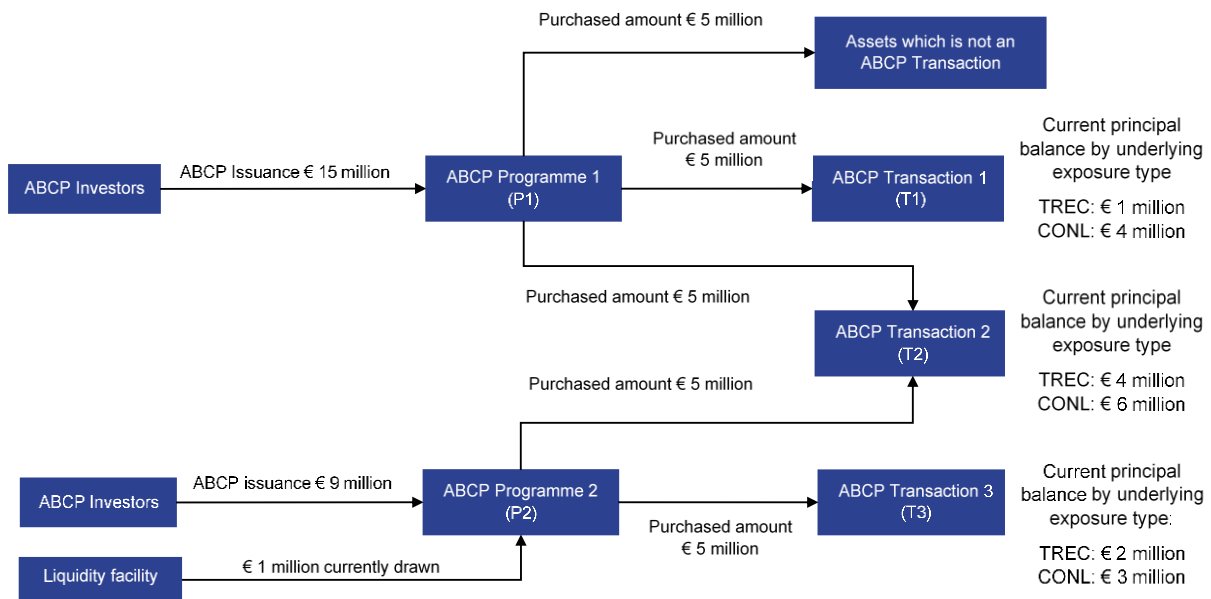 Purchased amount € 5 million
Assets which is not an
ABCP Transaction
ABCP Investors
ABCP Issuance € 15 million
ABCP Programme 1
(P1)
Purchased amount
€ 5 million
ABCP Transaction 1
(T1)
Current principal
balance by underlying
exposure type
TREC: € 1 million
CONL: € 4 million
Purchased amount € 5 million
ABCP Transaction 2
(T2)
Current principal
balance by underlying
exposure type
TREC: € 4 million
CONL: € 6 million
Purchased amount € 5 million
ABCP Investors
ABCP issuance € 9 million
ABCP Programme 2
(P2)
Purchased amount
€ 5 million
ABCP Transaction 3
(T3)
Current principal
balance by underlying
exposure type:
TREC: € 2 million
CONL: € 3 million
Liquidity facility
€ 1 million currently drawn